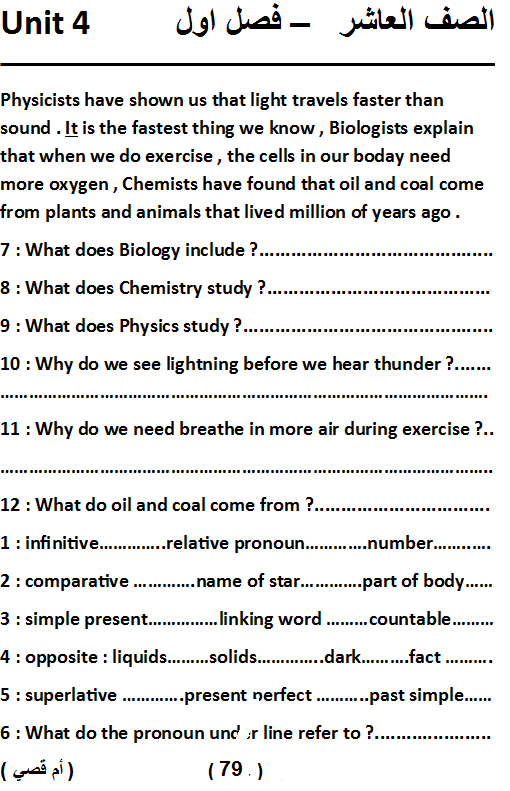 Unit 4 الصف العاشر – فصل اول
Physicists have shown us that light travels faster than
sound . It is the fastest thing we know , Biologists explain
that when we do exercise , the cells in our boday need
more oxygen , Chemists have found that oil and coal come
from plants and animals that lived million of years ago .
7 : What does Biology include ?..........................................
8 : What does Chemistry study ?........................................
9 : What does Physics study ?............................................
10 : Why do we see lightning before we hear thunder ?.......
......................................................................................
11 : Why do we need breathe in more air during exercise ?..
......................................................................................
12 : What do oil and coal come from ?...............................
1 : infinitive.............relative pronoun............number...........
2 : comparative ............name of star............part of body......
3 : simple present..............linking word .........countable.........
4 : opposite : liquids.........solids..............dark..........fact ..........
5 : superlative ............present perfect ...........past simple......
6 : What do the pronoun under line refer to ?.....................
( أم قصي ) ( 79 . )